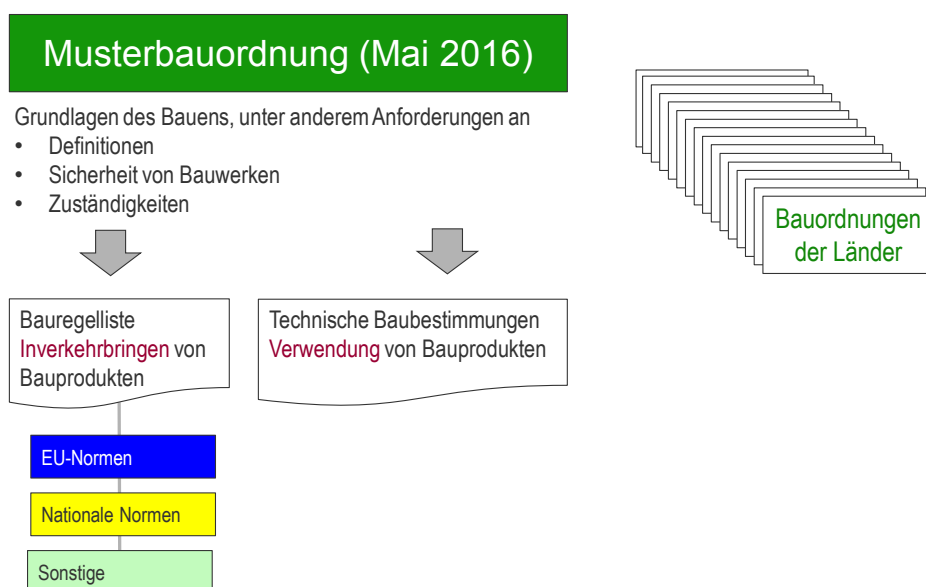 Musterbauordnung (Mai 2016)
Grundlagen des Bauens, unter anderem Anforderungen an
• Definitionen
• Sicherheit von Bauwerken
• Zuständigkeiten
Bauordnungen
der Länder
Bauregelliste
Inverkehrbringen von
Bauprodukten
Technische Baubestimmungen
Verwendung von Bauprodukten
EU-Normen
Nationale Normen
Sonstige